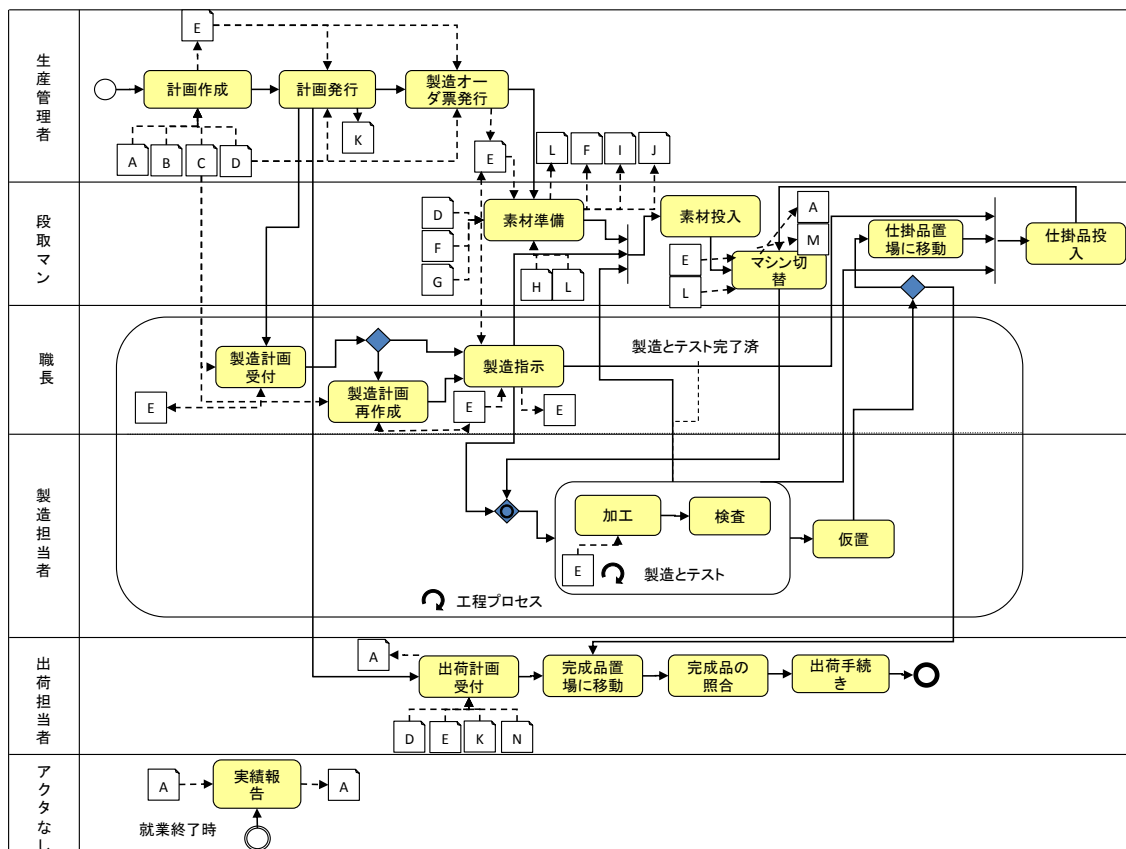 生産管理者
E
計画作成
計画発行
製造オー
ダ票発行
K
A
B
C
D
E
L
F
I
J
段取マン
D
F
G
素材準備
H
L
素材投入
E
L
マシン切
替
A
M
仕掛品置
場に移動
仕掛品投
入
職長
製造計画
受付
E
製造計画
再作成
製造指示
E
E
製造とテスト完了済
製造担当者
加工
検査
E
製造とテスト
仮置
工程プロセス
出荷担当者
A
出荷計画
受付
完成品置
場に移動
完成品の
照合
出荷手続
き
D
E
K
N
アクタなし
A
実績報
告
A
就業終了時